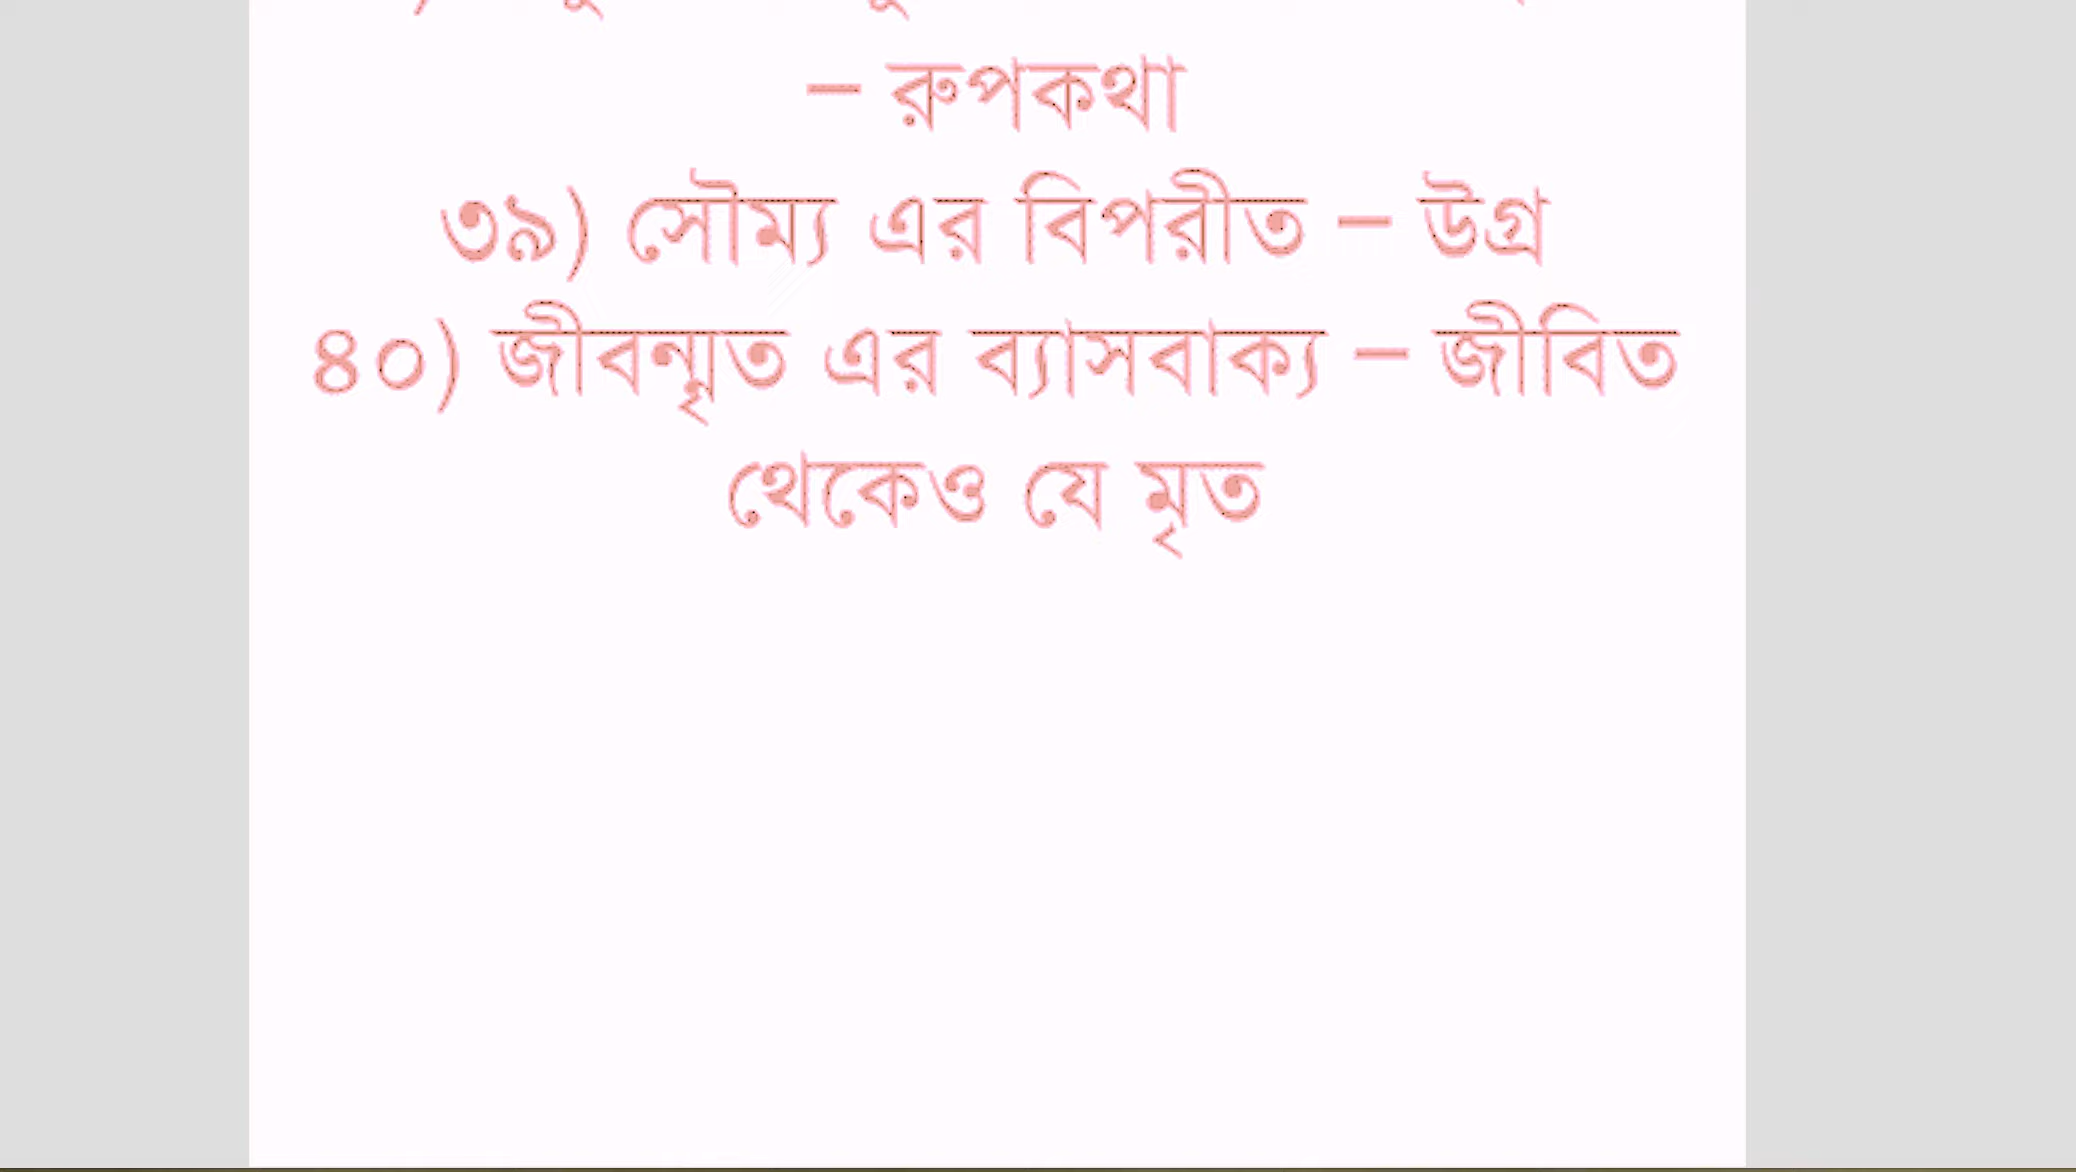 – রুপকথা
৩৯) সৌম্য এর বিপরীত – উগ্র
৪০) জীবন্মৃত এর ব্যাসবাক্য – জীবিত
থেকেও যে মৃত